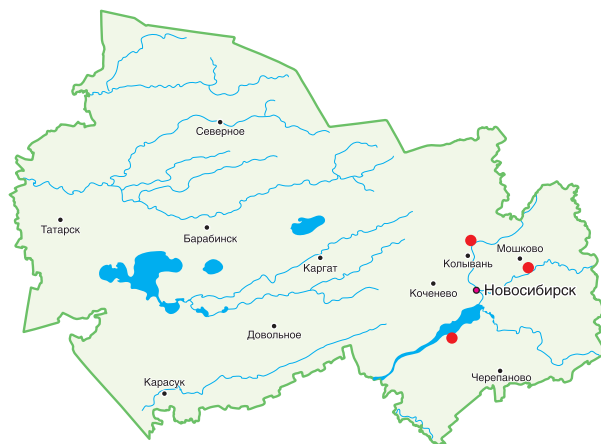 Северное
Татарск
Барабинск
Мошково
Колывань
Каргат
Коченево
Новосибирск
Довольное
Карасук
Черепаново